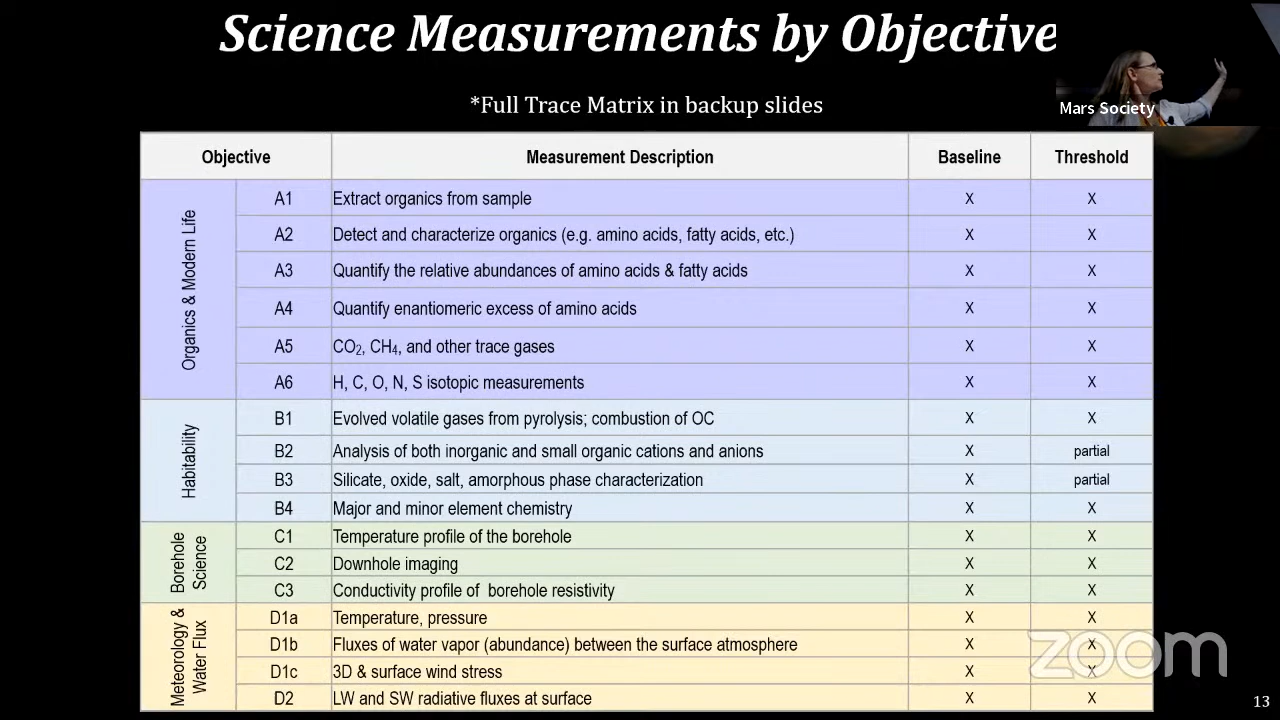 Science Measurements by Objective
*Full Trace Matrix in backup slides
Mars Society
Objective Measurement Description Baseline Threshold
Organics & Modern Life
A1 Extract organics from sample X X
A2 Detect and characterize organics (e.g. amino acids, fatty acids, etc.) X X
A3 Quantify the relative abundances of amino acids & fatty acids X X
A4 Quantify enantiomeric excess of amino acids X X
A5 CO₂, CH₄, and other trace gases X X
A6 H, C, O, N, S isotopic measurements X X
Habitability
B1 Evolved volatile gases from pyrolysis; combustion of OC X X
B2 Analysis of both inorganic and small organic cations and anions X partial
B3 Silicate, oxide, salt, amorphous phase characterization X partial
B4 Major and minor element chemistry X X
Borehole
Science
C1 Temperature profile of the borehole X X
C2 Downhole imaging X X
C3 Conductivity profile of borehole resistivity X X
Meteorology &
Water Flux
D1a Temperature, pressure X X
D1b Fluxes of water vapor (abundance) between the surface atmosphere X X
D1c 3D & surface wind stress X X
D2 LW and SW radiative fluxes at surface X X
zoom
13